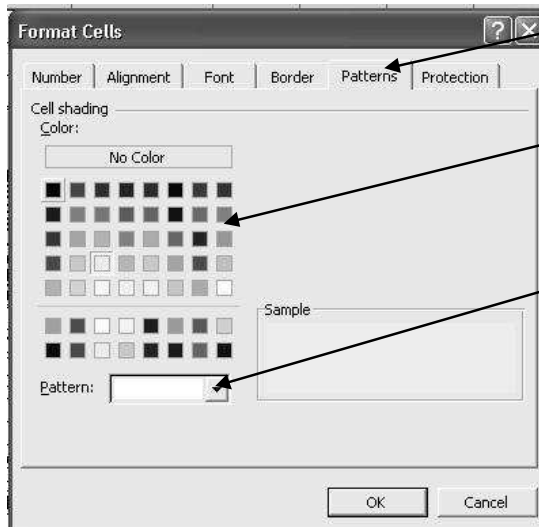 Format Cells
Number Alignment Font Border Patterns Protection
Cell shading
Color:
No Color
Sample
Pattern:
OK Cancel